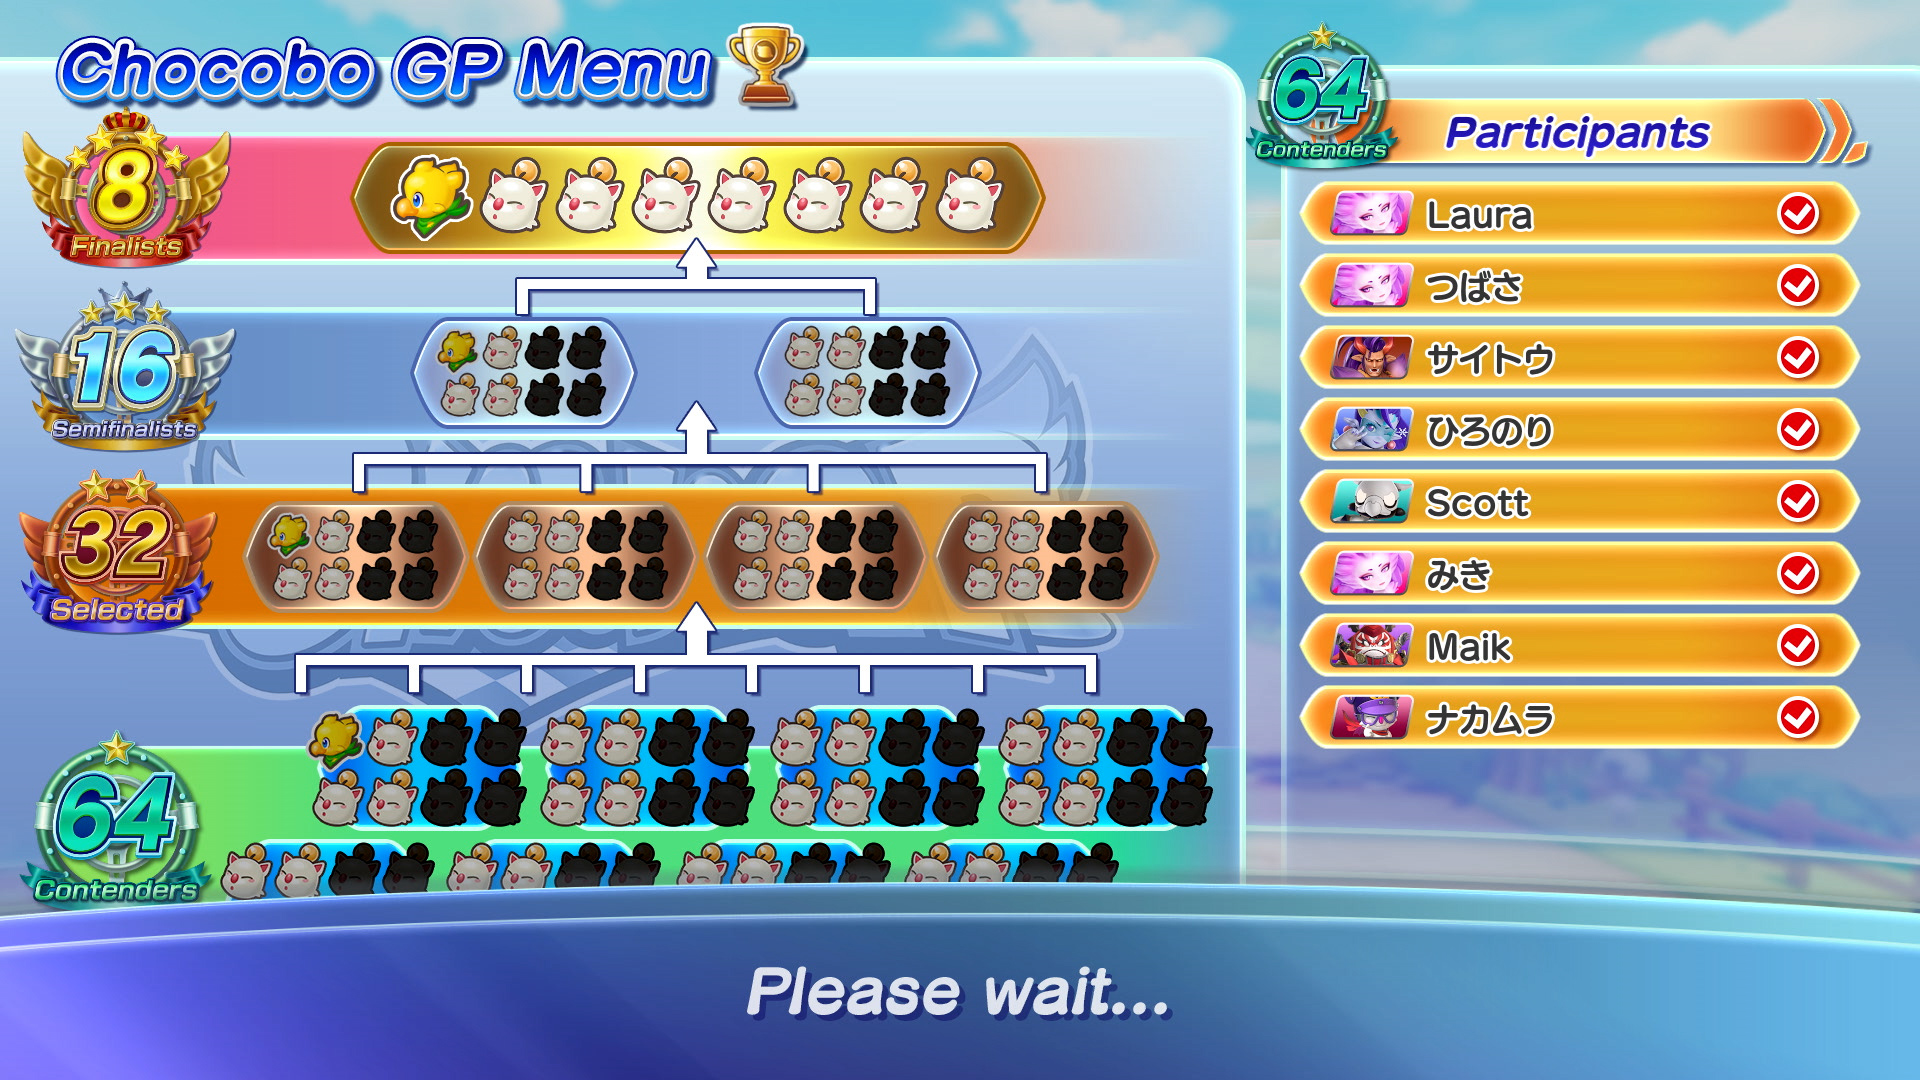 Chocobo GP Menu
8
Finalists
16
Semifinalists
32
Selected
64
Contenders
64
Contenders
Participants
Laura
つばさ
サイトウ
ひろのり
Scott
みき
Maik
ナカムラ
Please wait...